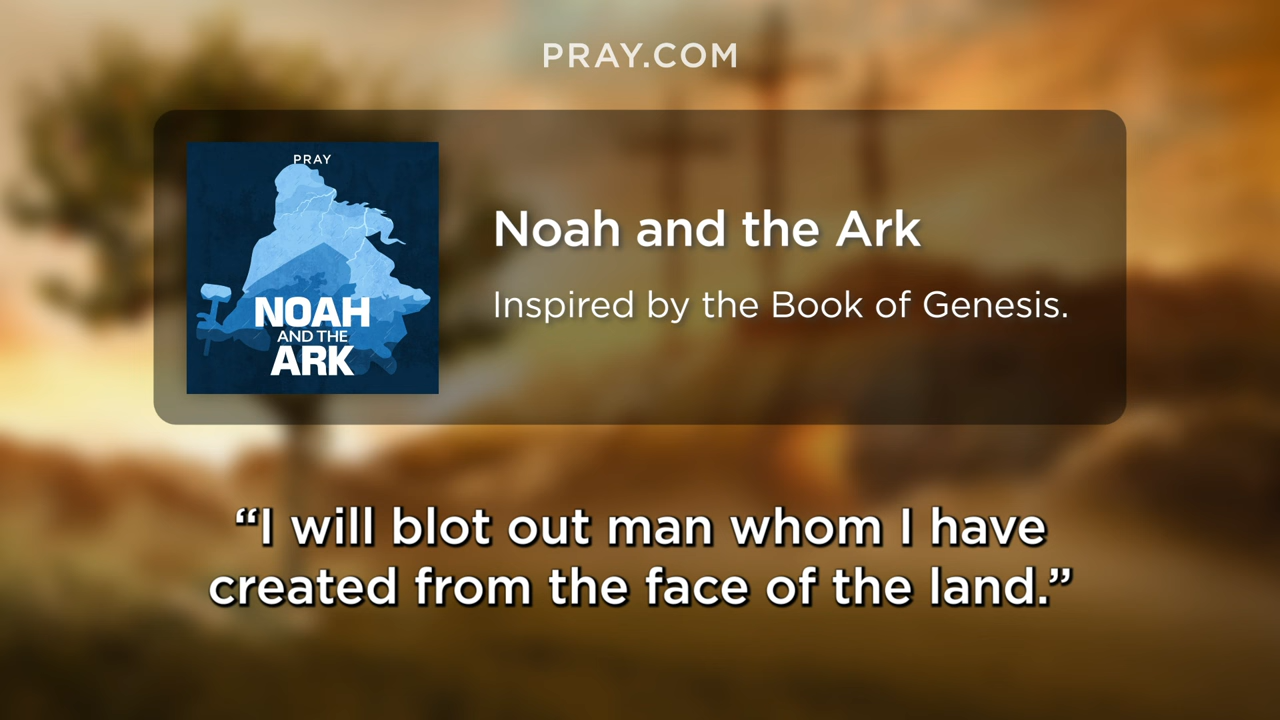 PRAY.COM
PRAY
NOAH
AND THE
ARK
Noah and the Ark
Inspired by the Book of Genesis.
“I will blot out man whom I have
created from the face of the land.”